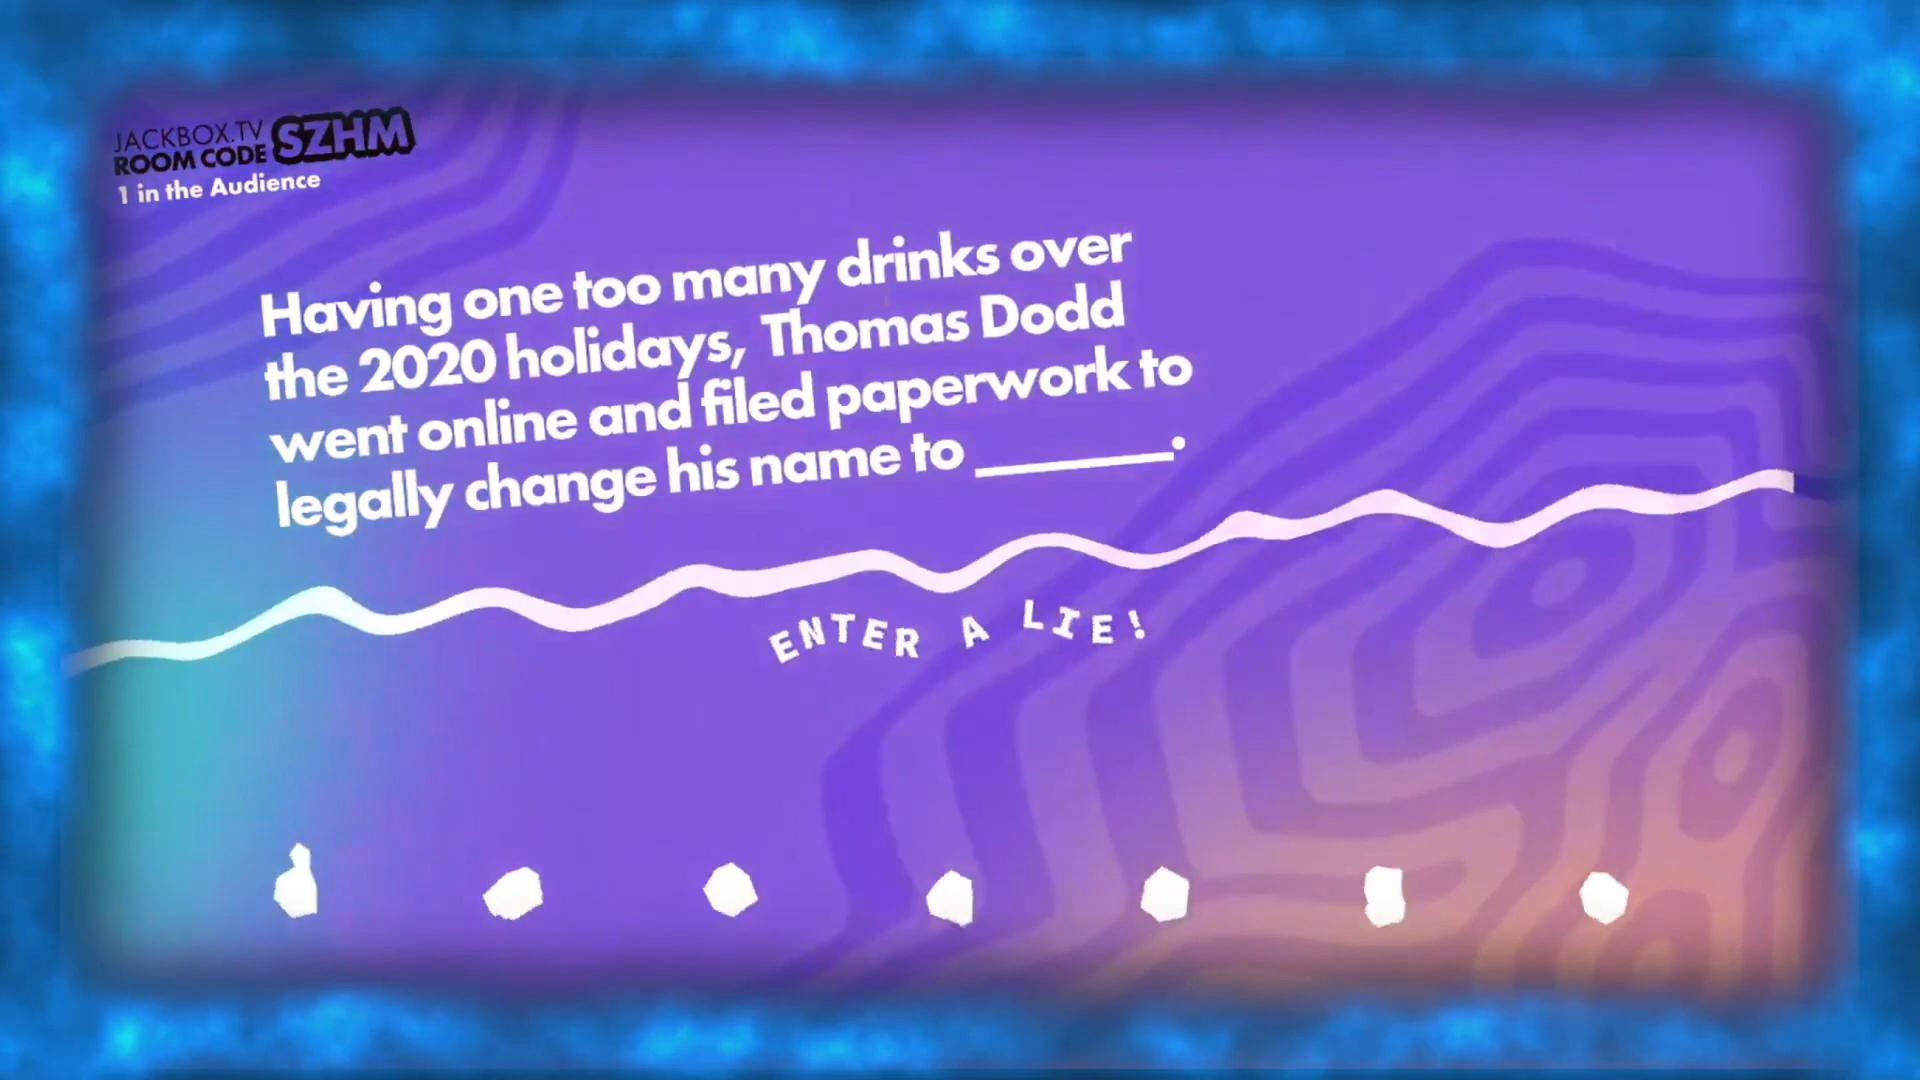 JACKBOX.TV
ROOM CODE SZHM
1 in the Audience
Having one too many drinks over
the 2020 holidays, Thomas Dodd
went online and filed paperwork to
legally change his name to ________.
ENTER A LIE!